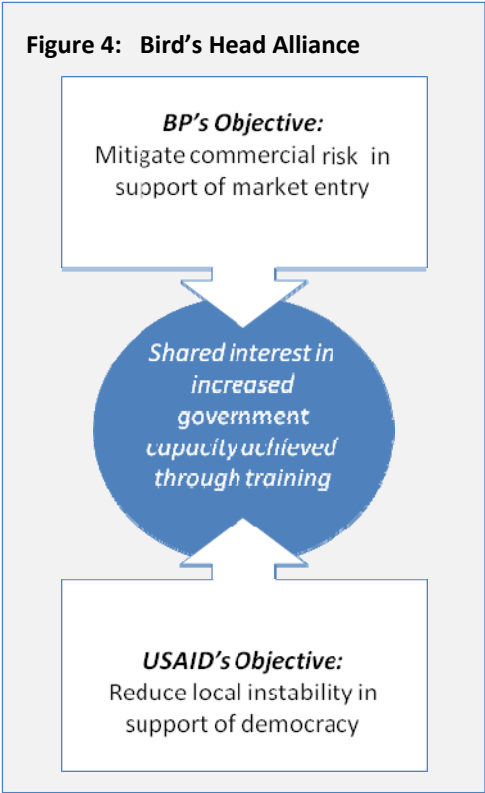 Figure 4: Bird's Head Alliance
BP's Objective:
Mitigate commercial risk in
support of market entry
Shared interest in
increased
government
capacity achieved
through training
USAID's Objective:
Reduce local instability in
support of democracy